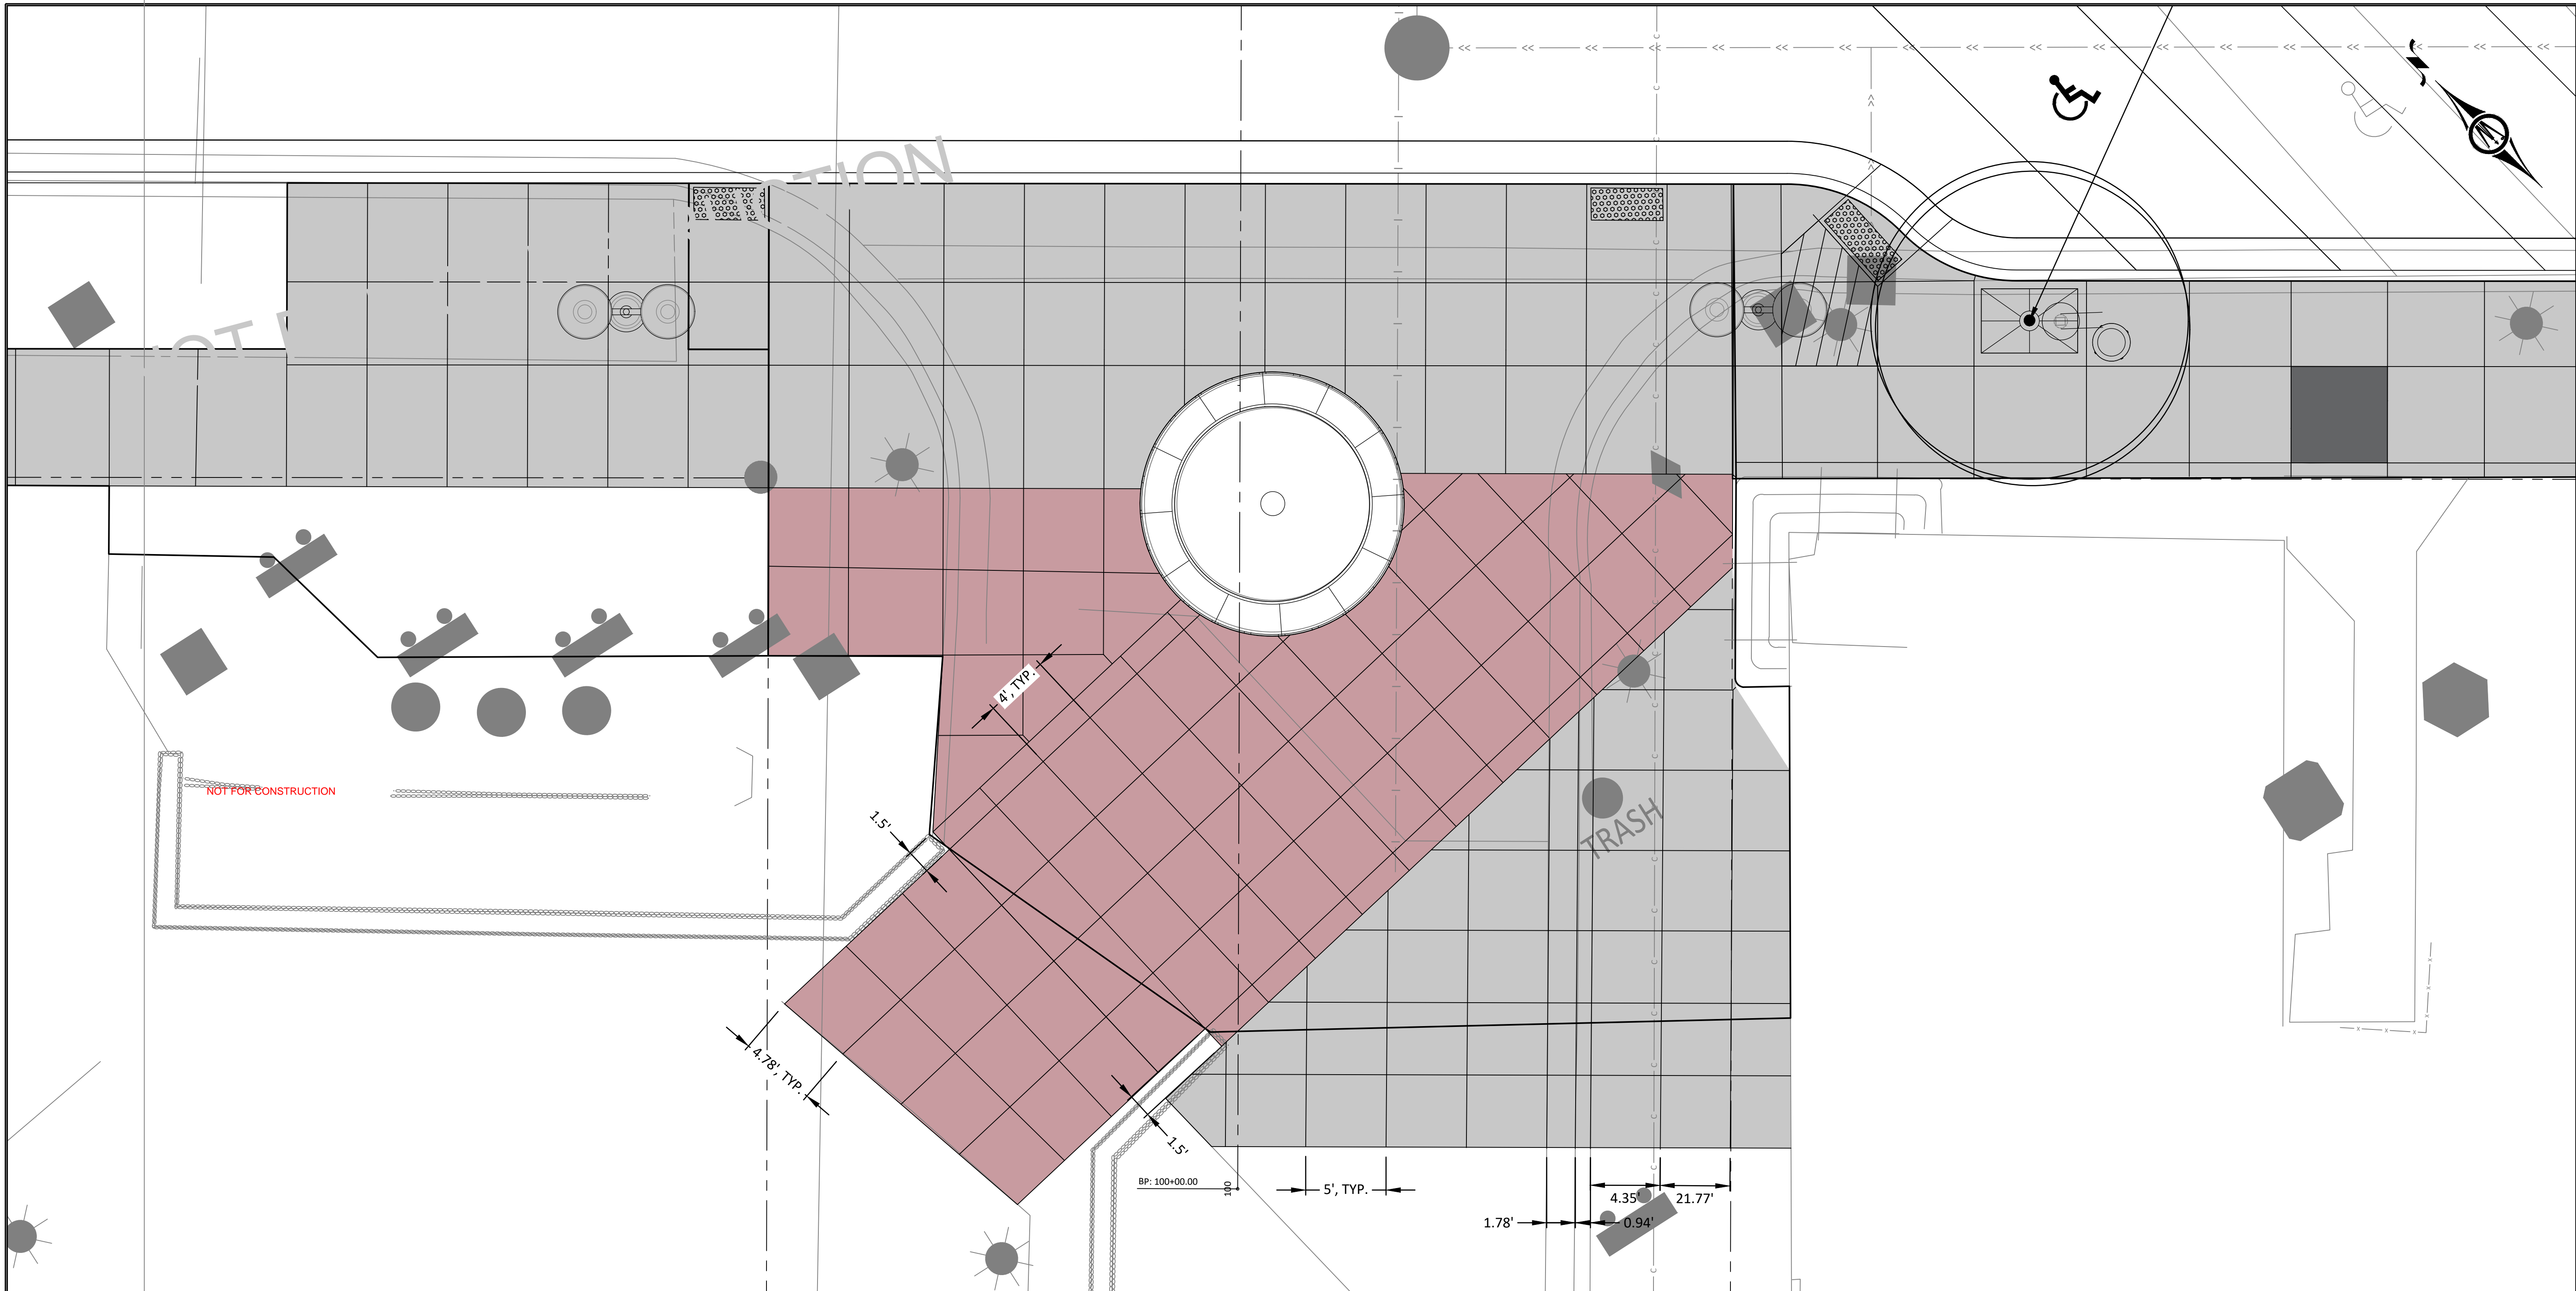 4', TYP.
NOT FOR CONSTRUCTION
1.5'
TRASH
4.78', TYP.
1.5'
BP: 100+00.00
100
5', TYP.
4.35'
21.77'
1.78'
0.94'